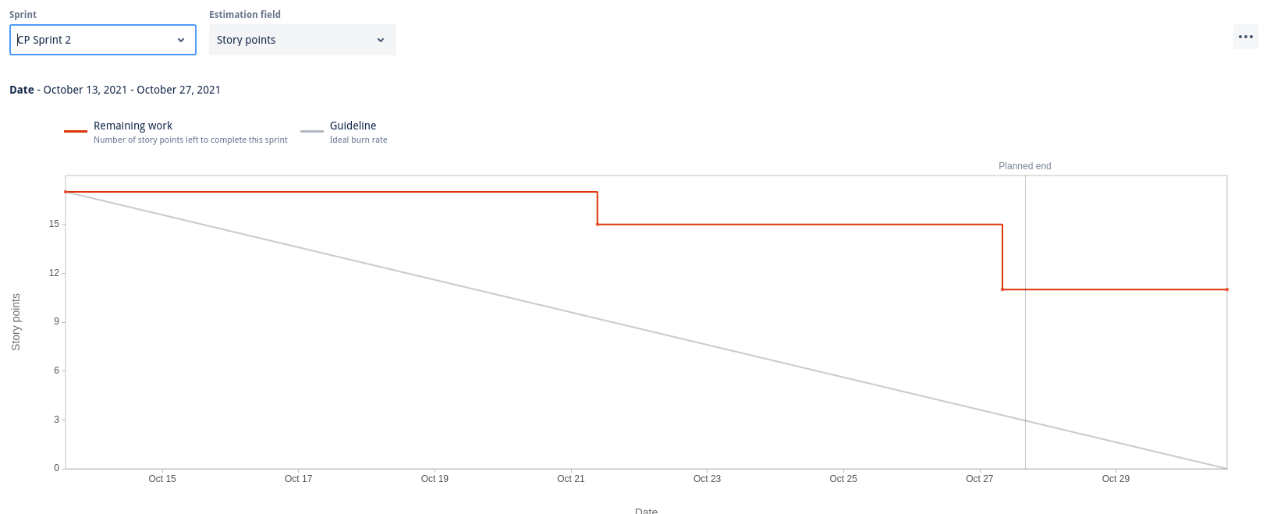 Sprint Estimation field
CP Sprint 2 Story points
Date - October 13, 2021 - October 27, 2021
Remaining work Guideline
Number of story points left to complete this sprint Ideal burn rate
Planned end
15
12
9
6
3
0
Story points
Oct 15 Oct 17 Oct 19 Oct 21 Oct 23 Oct 25 Oct 27 Oct 29
Date